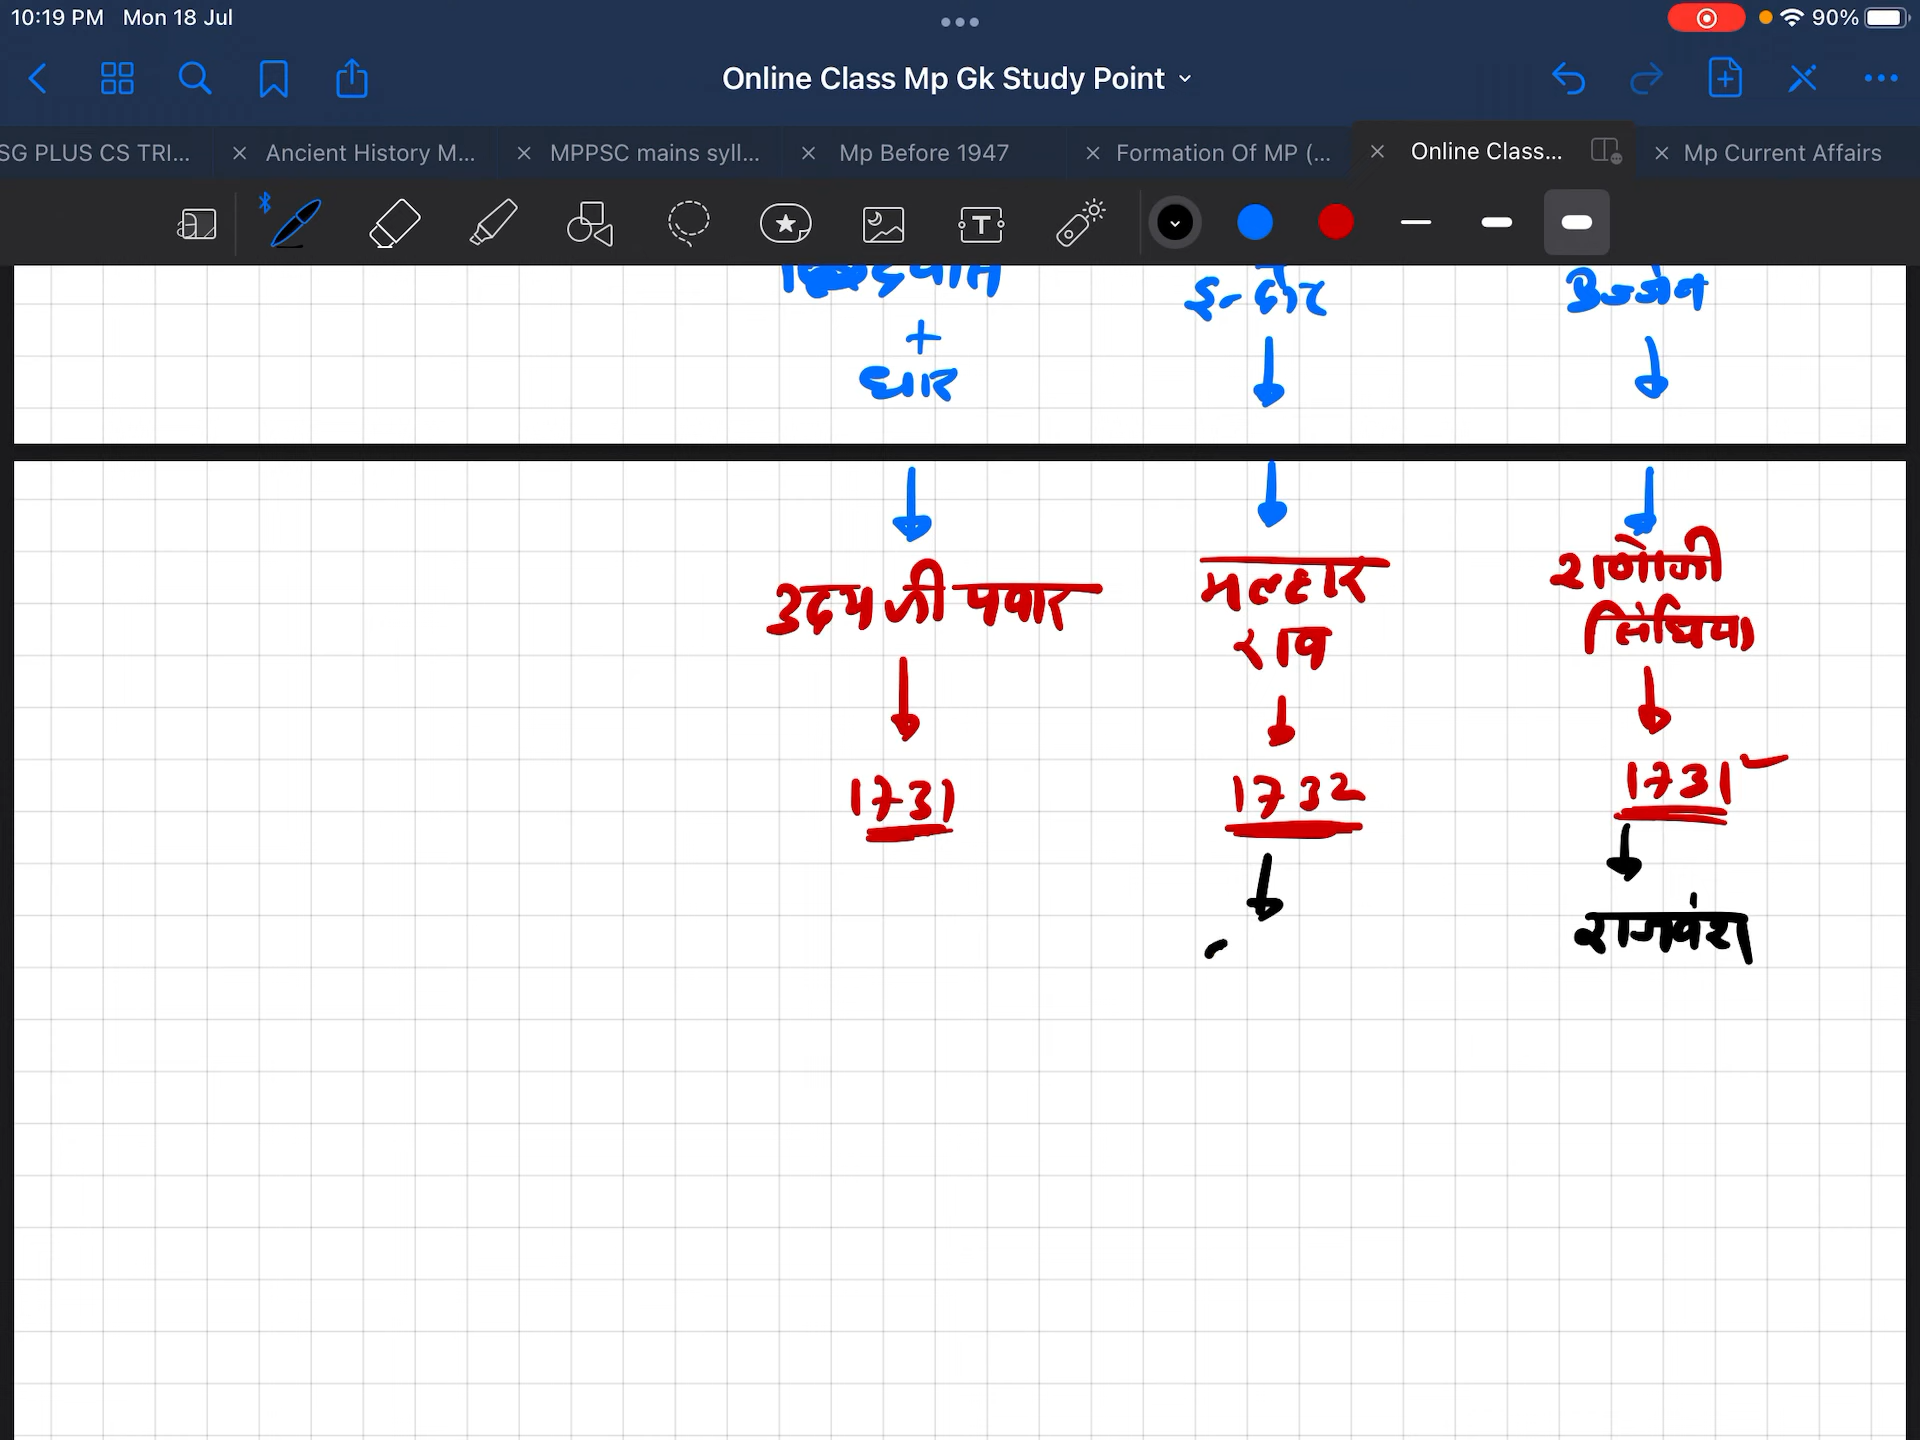 10:19 PM Mon 18 Jul
90%
Online Class Mp Gk Study Point
SG PLUS CS TRI...
Ancient History M...
MPPSC mains syll...
Mp Before 1947
Formation Of MP (...
Online Class...
Mp Current Affairs
इन्दौर
उज्जैन
+
धार
उदय जी पवार
मल्हार
राव
राणोजी
सिंधिया
1731
1732
1731
राजवंश